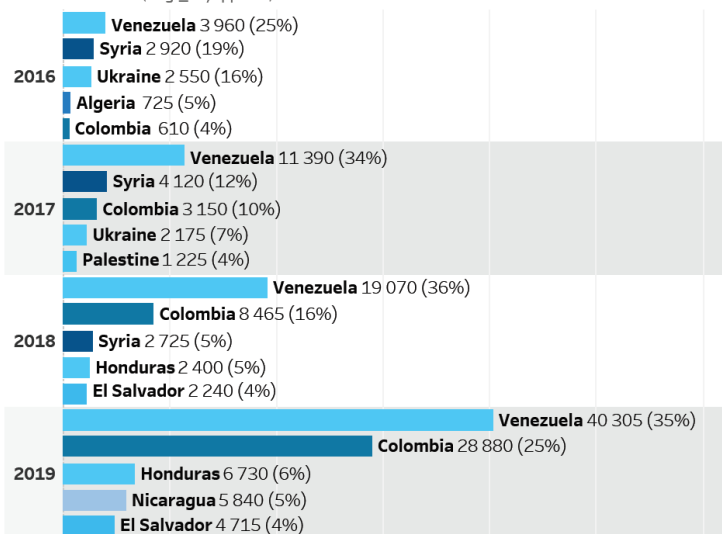 Venezuela 3 960 (25%)
Syria 2 920 (19%)
2016 Ukraine 2 550 (16%)
Algeria 725 (5%)
Colombia 610 (4%)
Venezuela 11 390 (34%)
Syria 4 120 (12%)
2017 Colombia 3 150 (10%)
Ukraine 2 175 (7%)
Palestine 1 225 (4%)
Venezuela 19 070 (36%)
Colombia 8 465 (16%)
2018 Syria 2 725 (5%)
Honduras 2 400 (5%)
El Salvador 2 240 (4%)
Venezuela 40 305 (35%)
Colombia 28 880 (25%)
2019 Honduras 6 730 (6%)
Nicaragua 5 840 (5%)
El Salvador 4 715 (4%)